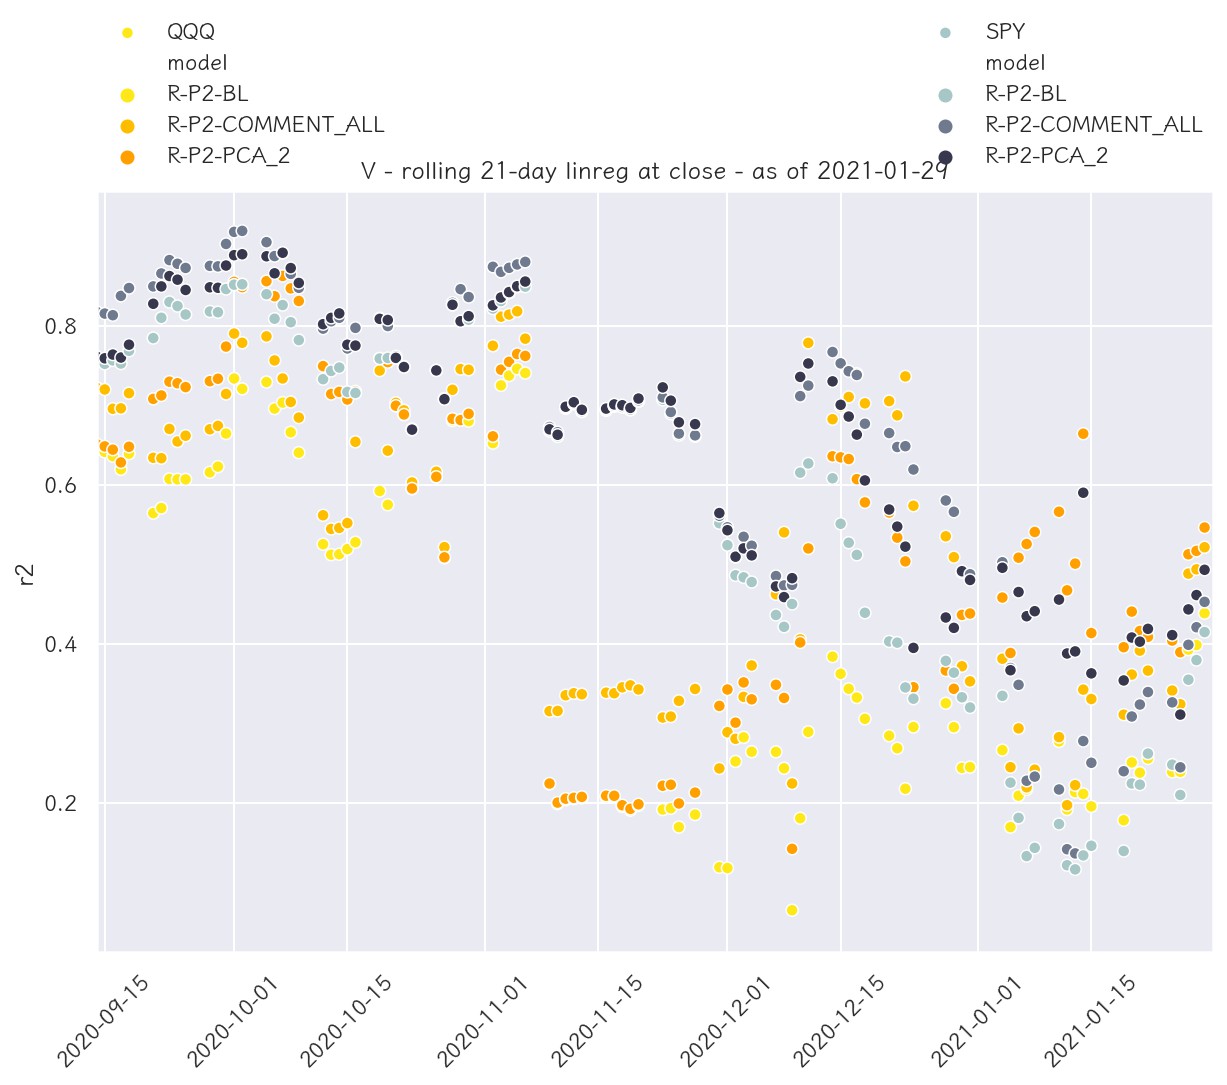 QQQ
model
R-P2-BL
R-P2-COMMENT_ALL
R-P2-PCA_2
SPY
model
R-P2-BL
R-P2-COMMENT_ALL
R-P2-PCA_2
V - rolling 21-day linreg at close - as of 2021-01-29
r2
0.8
0.6
0.4
0.2
2020-09-15
2020-10-01
2020-10-15
2020-11-01
2020-11-15
2020-12-01
2020-12-15
2021-01-01
2021-01-15